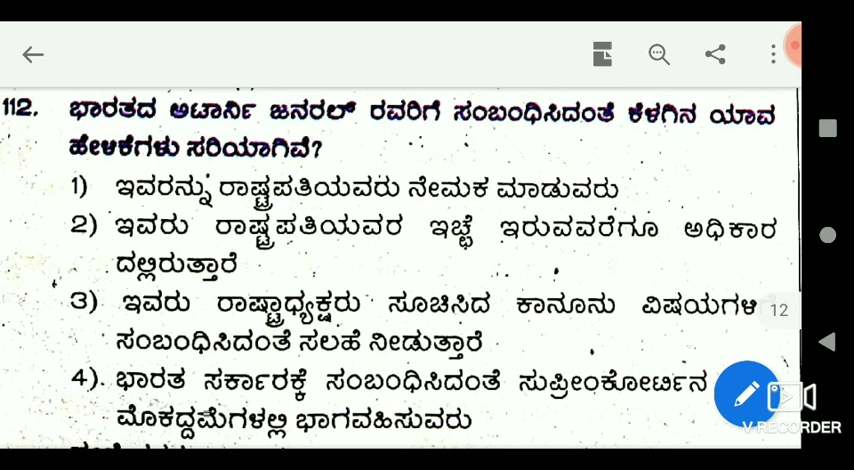 112. ಭಾರತದ ಅಟಾರ್ನಿ ಜನರಲ್ ರವರಿಗೆ ಸಂಬಂಧಿಸಿದಂತೆ ಕೆಳಗಿನ ಯಾವ
ಹೇಳಿಕೆಗಳು ಸರಿಯಾಗಿವೆ?
1) ಇವರನ್ನು ರಾಷ್ಟ್ರಪತಿಯವರು ನೇಮಕ ಮಾಡುವರು
2) ಇವರು ರಾಷ್ಟ್ರಪತಿಯವರ ಇಚ್ಛೆ ಇರುವವರೆಗೂ ಅಧಿಕಾರ
ದಲ್ಲಿರುತ್ತಾರೆ
3) ಇವರು ರಾಷ್ಟ್ರಾಧ್ಯಕ್ಷರು ಸೂಚಿಸಿದ ಕಾನೂನು ವಿಷಯಗಳಿ
12
ಸಂಬಂಧಿಸಿದಂತೆ ಸಲಹೆ ನೀಡುತ್ತಾರೆ
4). ಭಾರತ ಸರ್ಕಾರಕ್ಕೆ ಸಂಬಂಧಿಸಿದಂತೆ ಸುಪ್ರೀಂಕೋರ್ಟಿನ
ಮೊಕದ್ದಮೆಗಳಲ್ಲಿ ಭಾಗವಹಿಸುವರು
V RECORDER